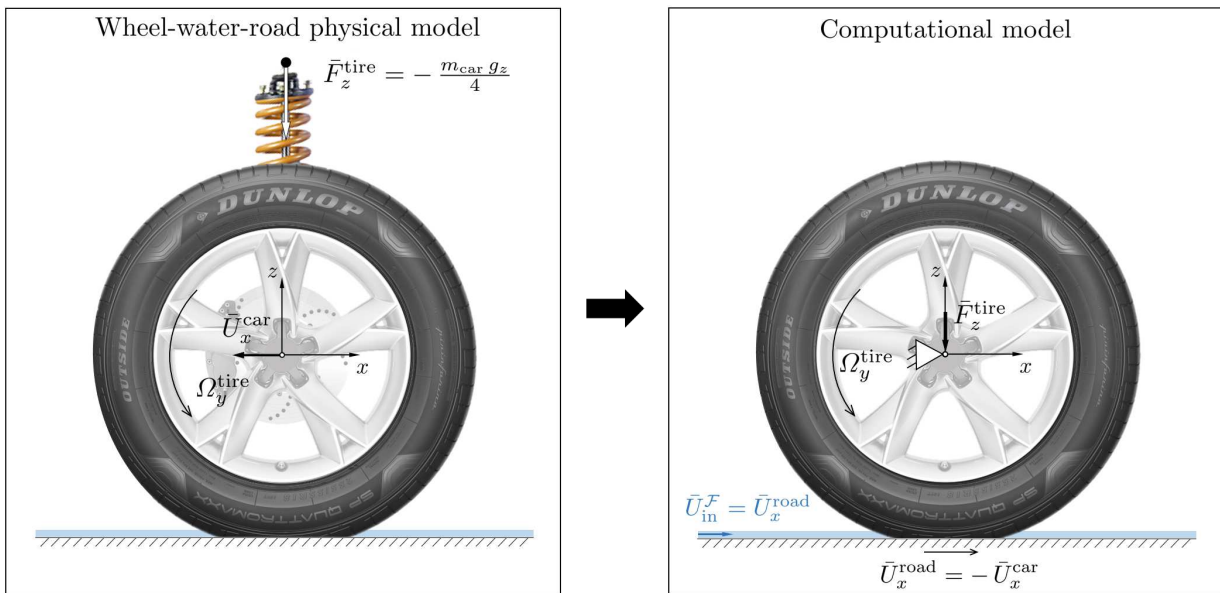 Wheel-water-road physical model
F̄_z^tire = − m_car g_z / 4
DUNLOP
z
Ū_x^car
x
Ω_y^tire
OUTSIDE
SP QUATTROMAXX
Computational model
DUNLOP
z
F̄_z^tire
Ω_y^tire
x
OUTSIDE
SP QUATTROMAXX
Ū_in^ℱ = Ū_x^road
Ū_x^road = − Ū_x^car